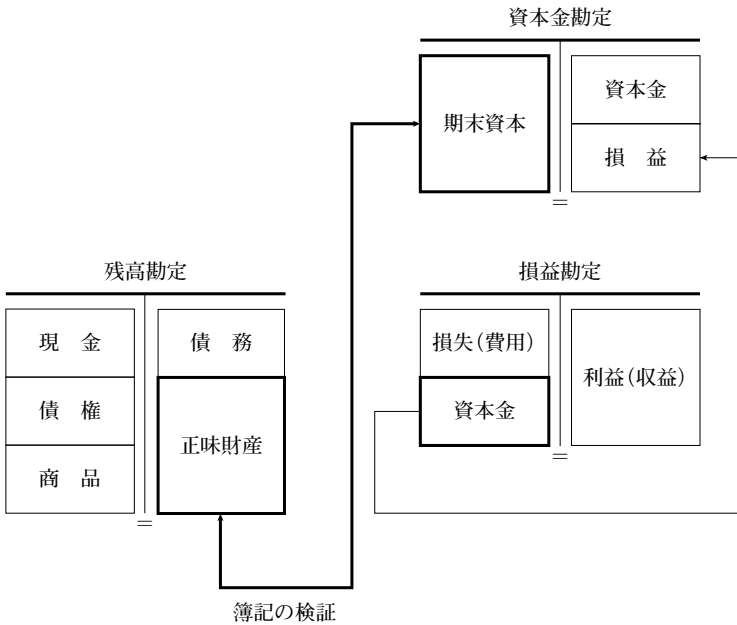 資本金勘定
期末資本
資本金
損　益
＝
残高勘定
現　金
債　権
商　品
債　務
正味財産
＝
損益勘定
損失（費用）
資本金
利益（収益）
＝
簿記の検証